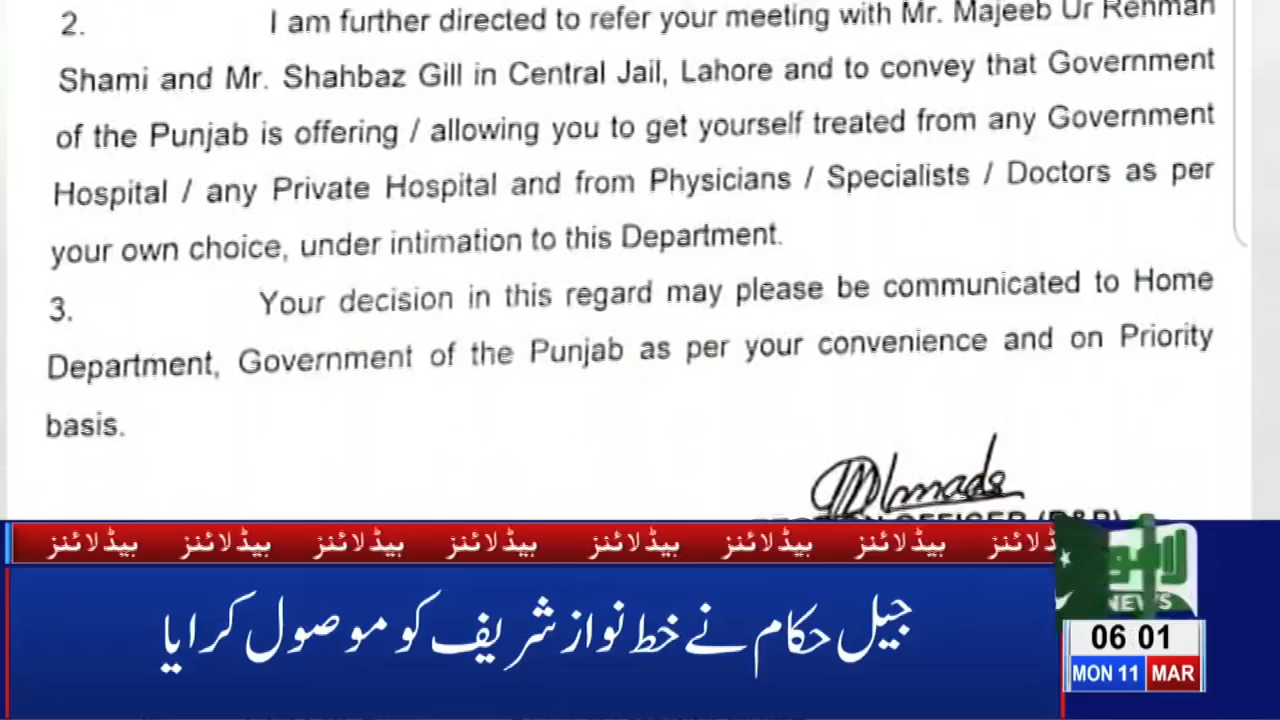 2. I am further directed to refer your meeting with Mr. Majeeb Ur Rehman
Shami and Mr. Shahbaz Gill in Central Jail, Lahore and to convey that Government
of the Punjab is offering / allowing you to get yourself treated from any Government
Hospital / any Private Hospital and from Physicians / Specialists / Doctors as per
your own choice, under intimation to this Department.
3. Your decision in this regard may please be communicated to Home
Department, Government of the Punjab as per your convenience and on Priority
basis.
OFFICER
ہیڈلائنز ہیڈلائنز ہیڈلائنز ہیڈلائنز ہیڈلائنز ہیڈلائنز ہیڈلائنز
NEWS
جیل حکام نے خط نواز شریف کو موصول کرایا
06 01
MON 11 MAR